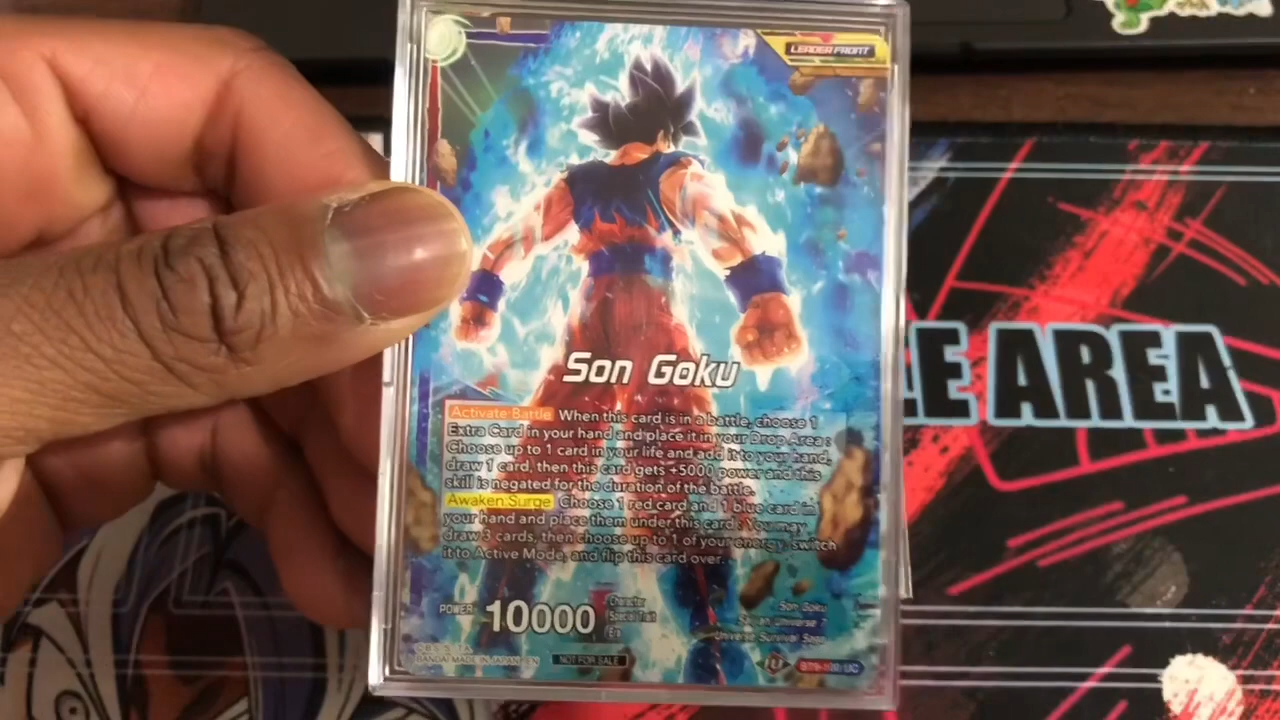 LEADER FRONT
Son Goku
Activate:Battle When this card is in a battle, choose 1
Extra Card in your hand and place it in your Drop Area :
Choose up to 1 card in your life and add it to your hand,
draw 1 card, then this card gets +5000 power and this
skill is negated for the duration of the battle.
Awaken:Surge Choose 1 red card and 1 blue card in
your hand and place them under this card : You may
draw 3 cards, then choose up to 1 of your energy, switch
it to Active Mode, and flip this card over.
POWER 10000
Character
Special Trait
Era
Son Goku
Saiyan, Universe 7
Universe Survival Saga
BANDAI MADE IN JAPAN EN
NOT FOR SALE
UC
LE AREA